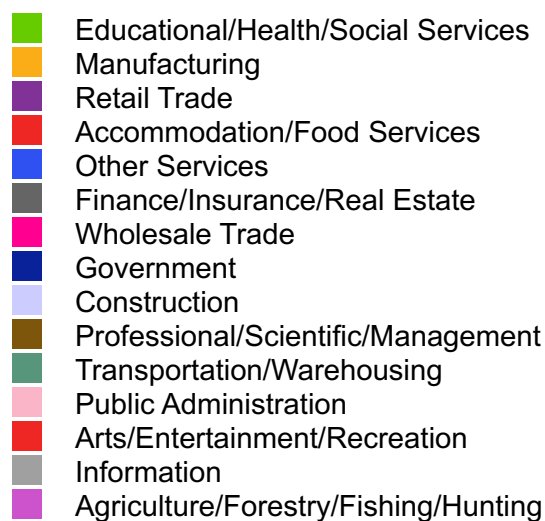 Educational/Health/Social Services
Manufacturing
Retail Trade
Accommodation/Food Services
Other Services
Finance/Insurance/Real Estate
Wholesale Trade
Government
Construction
Professional/Scientific/Management
Transportation/Warehousing
Public Administration
Arts/Entertainment/Recreation
Information
Agriculture/Forestry/Fishing/Hunting